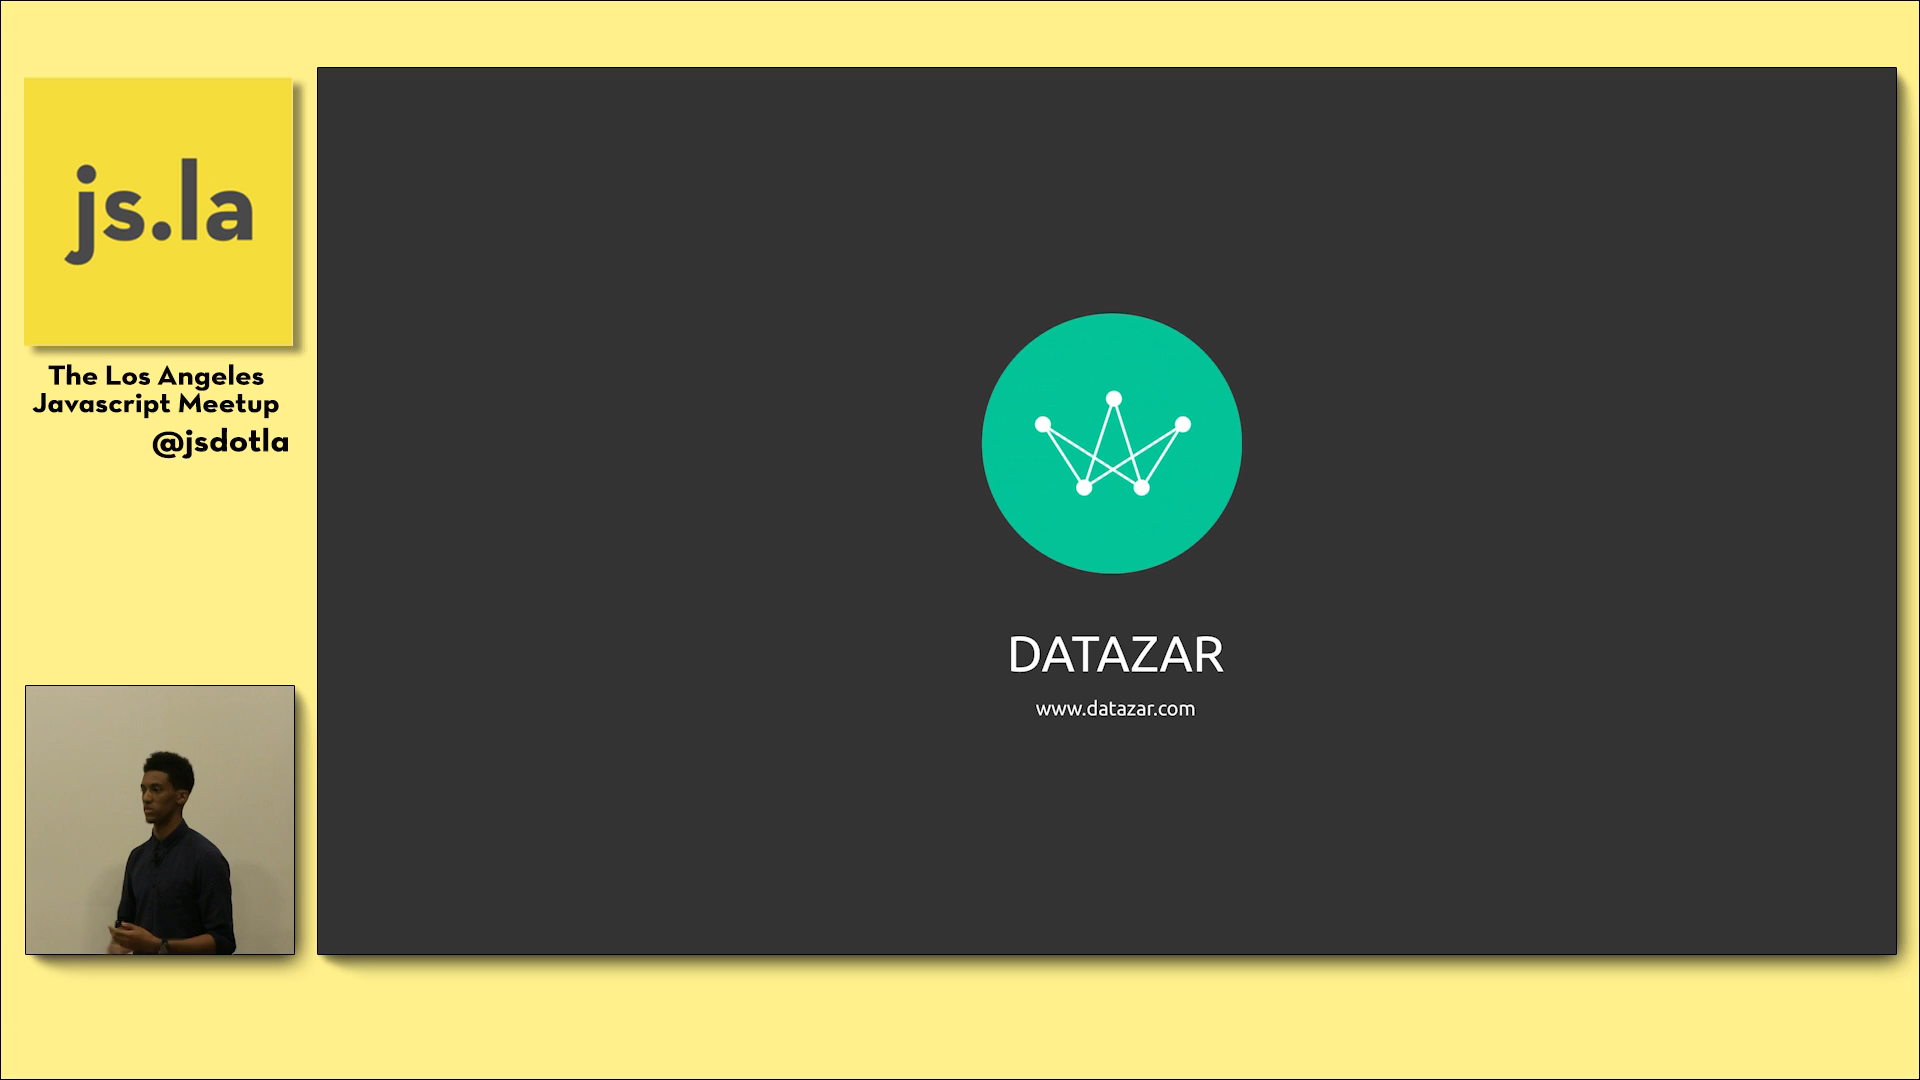 js.la
The Los Angeles
Javascript Meetup
@jsdotla
DATAZAR
www.datazar.com